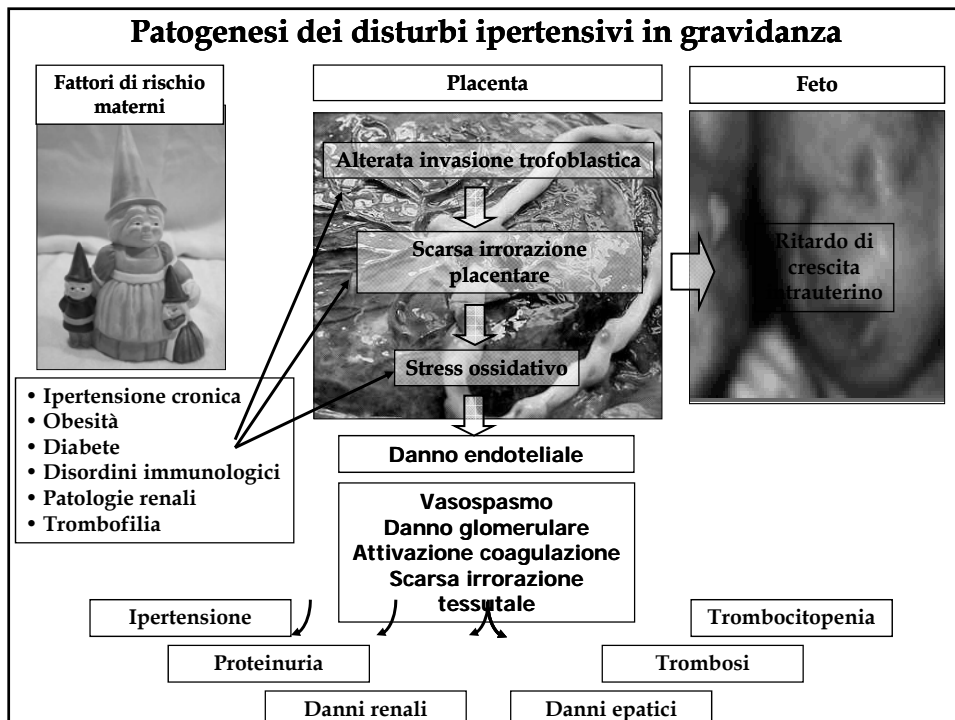 Patogenesi dei disturbi ipertensivi in gravidanza
Fattori di rischio
materni
Placenta
Feto
Alterata invasione trofoblastica
Scarsa irrorazione
placentare
Stress ossidativo
Ritardo di
crescita
trauterino
• Ipertensione cronica
• Obesità
• Diabete
• Disordini immunologici
• Patologie renali
• Trombofilia
Danno endoteliale
Vasospasmo
Danno glomerulare
Attivazione coagulazione
Scarsa irrorazione
tessutale
Ipertensione
Trombocitopenia
Proteinuria
Trombosi
Danni renali
Danni epatici